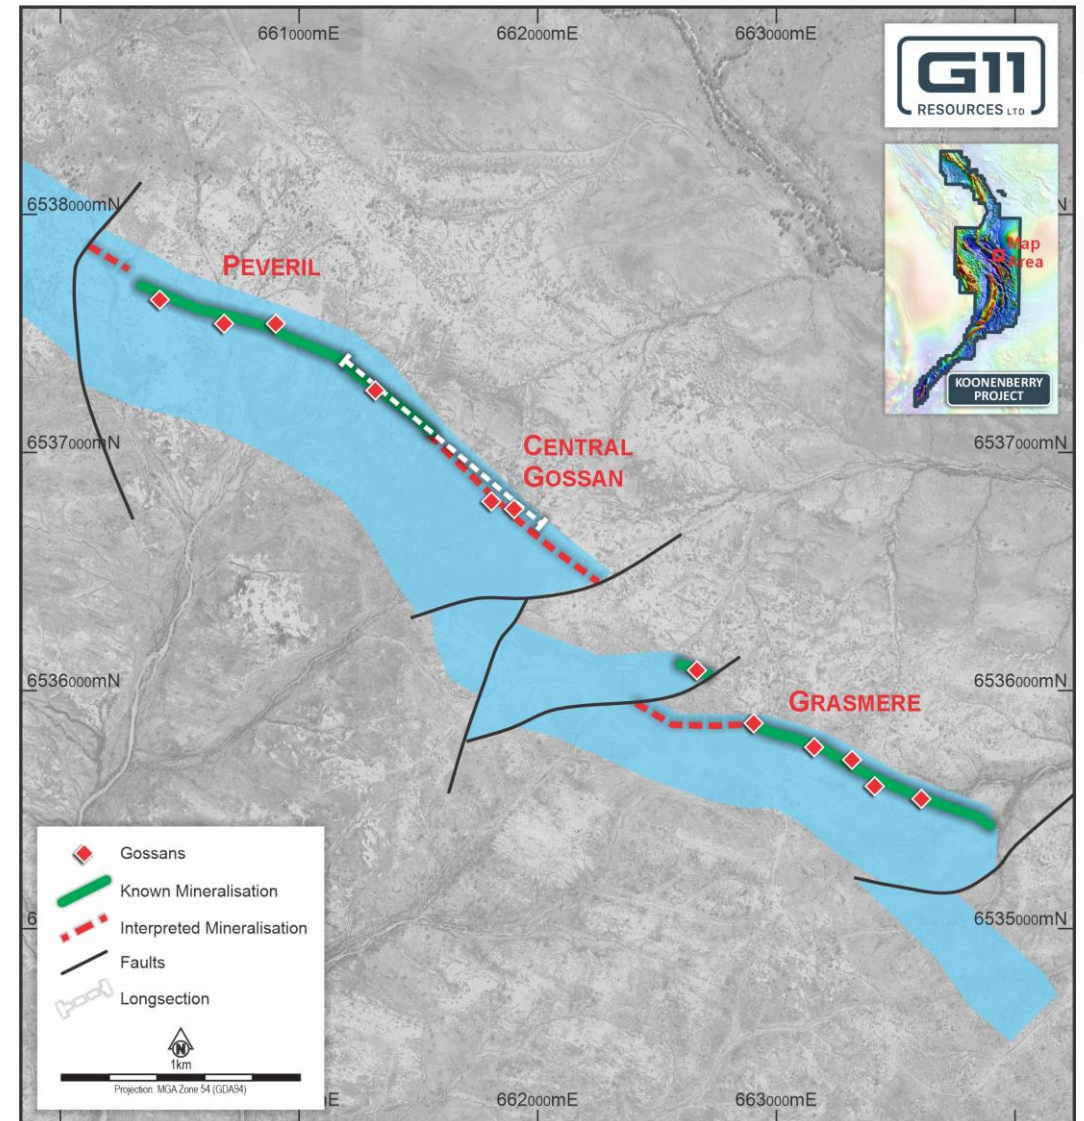 661000mE
662000mE
663000mE
G11
RESOURCES LTD
6538000mN
N
Map
Area
PEVERIL
KOONENBERRY
PROJECT
6537000mN
6537000mN
CENTRAL
GOSSAN
6536000mN
6536000mN
GRASMERE
Gossans
Known Mineralisation
Interpreted Mineralisation
Faults
Longsection
6
6535000mN
N
1km
Projection: MGA Zone 54 (GDA94)
E
662000mE
663000mE